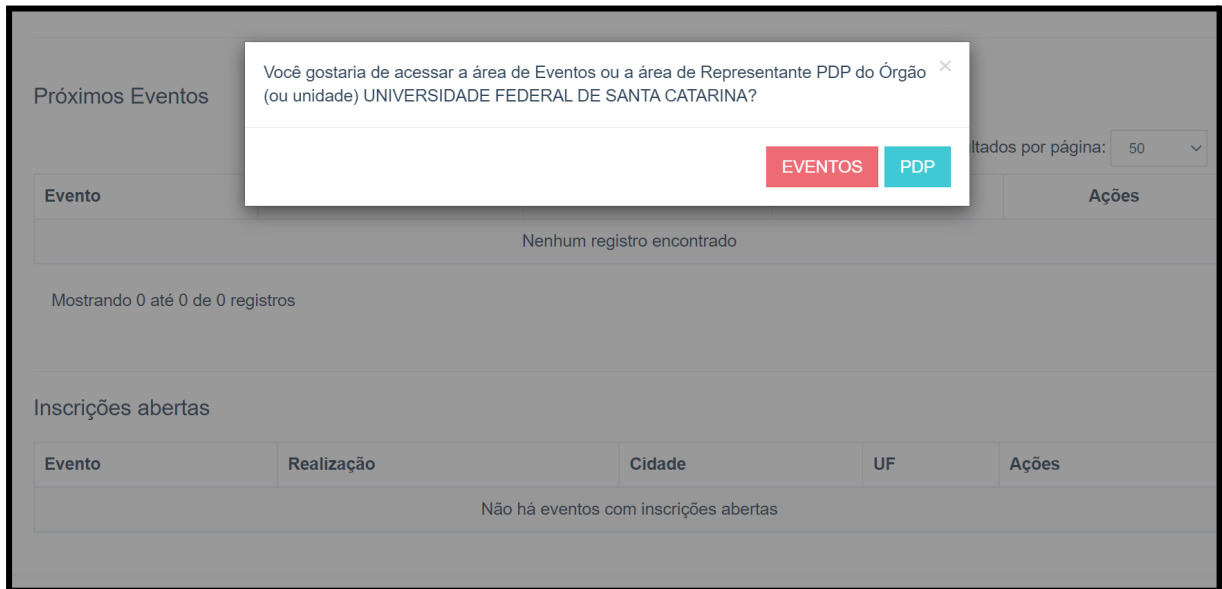 Você gostaria de acessar a área de Eventos ou a área de Representante PDP do Órgão
(ou unidade) UNIVERSIDADE FEDERAL DE SANTA CATARINA?
×
EVENTOS PDP
Próximos Eventos
por página: 50
Evento Ações
Nenhum registro encontrado
Mostrando 0 até 0 de 0 registros
Inscrições abertas
Evento Realização Cidade UF Ações
Não há eventos com inscrições abertas